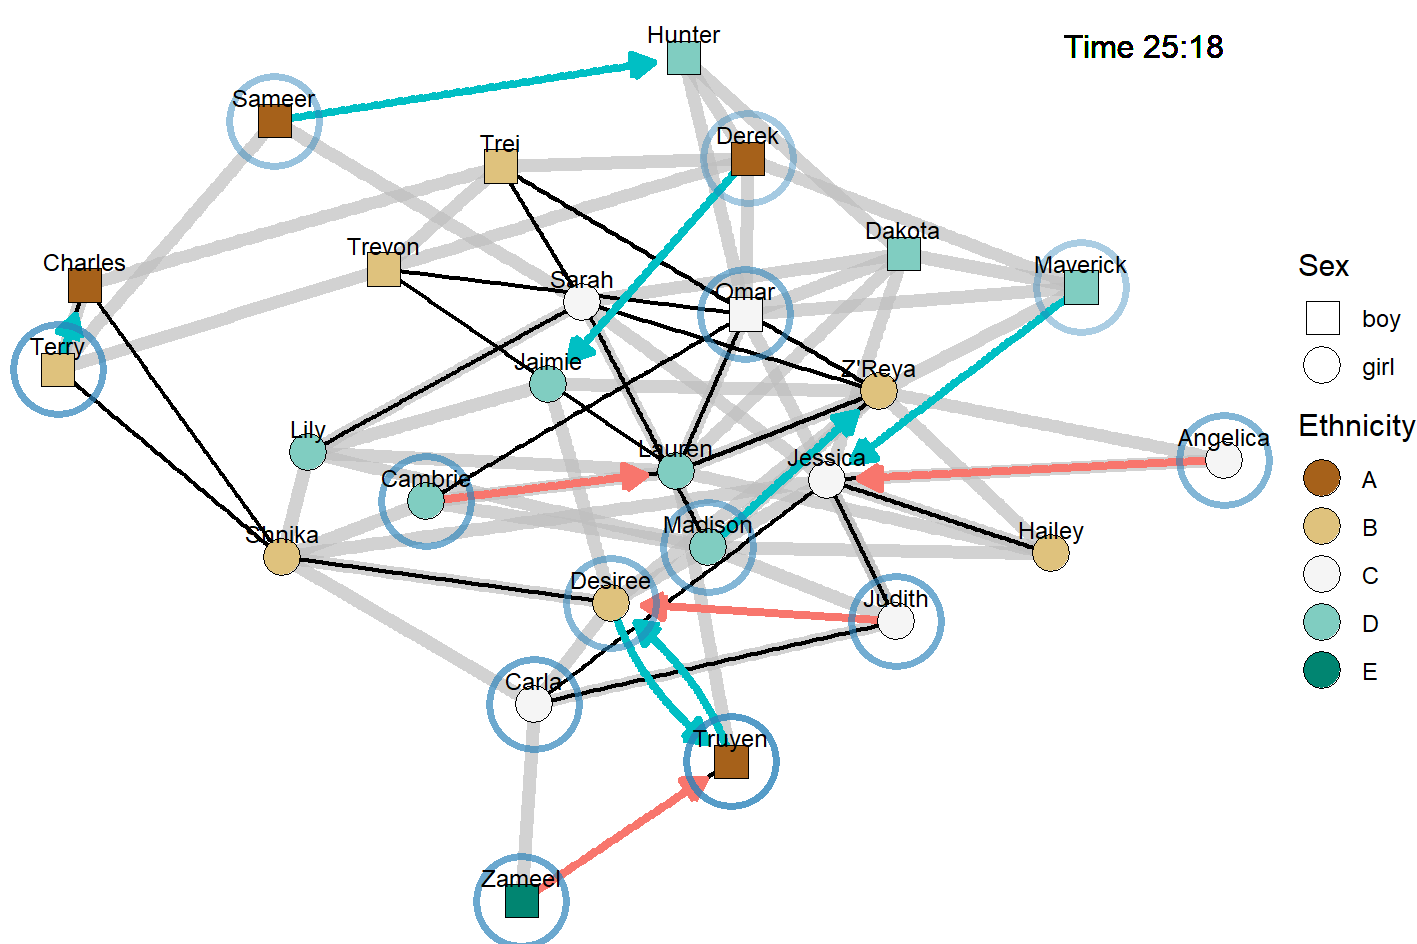 Hunter
Time 25:18
Sameer
Derek
Trei
Dakota
Trevon
Charles
Maverick
Sarah
Omar
Terry
Jaimie
Z'Reya
Lily
Lauren
Angelica
Jessica
Cambrie
Madison
Hailey
Shnika
Desiree
Judith
Carla
Truyen
Zameel
Sex
boy
girl
Ethnicity
A
B
C
D
E